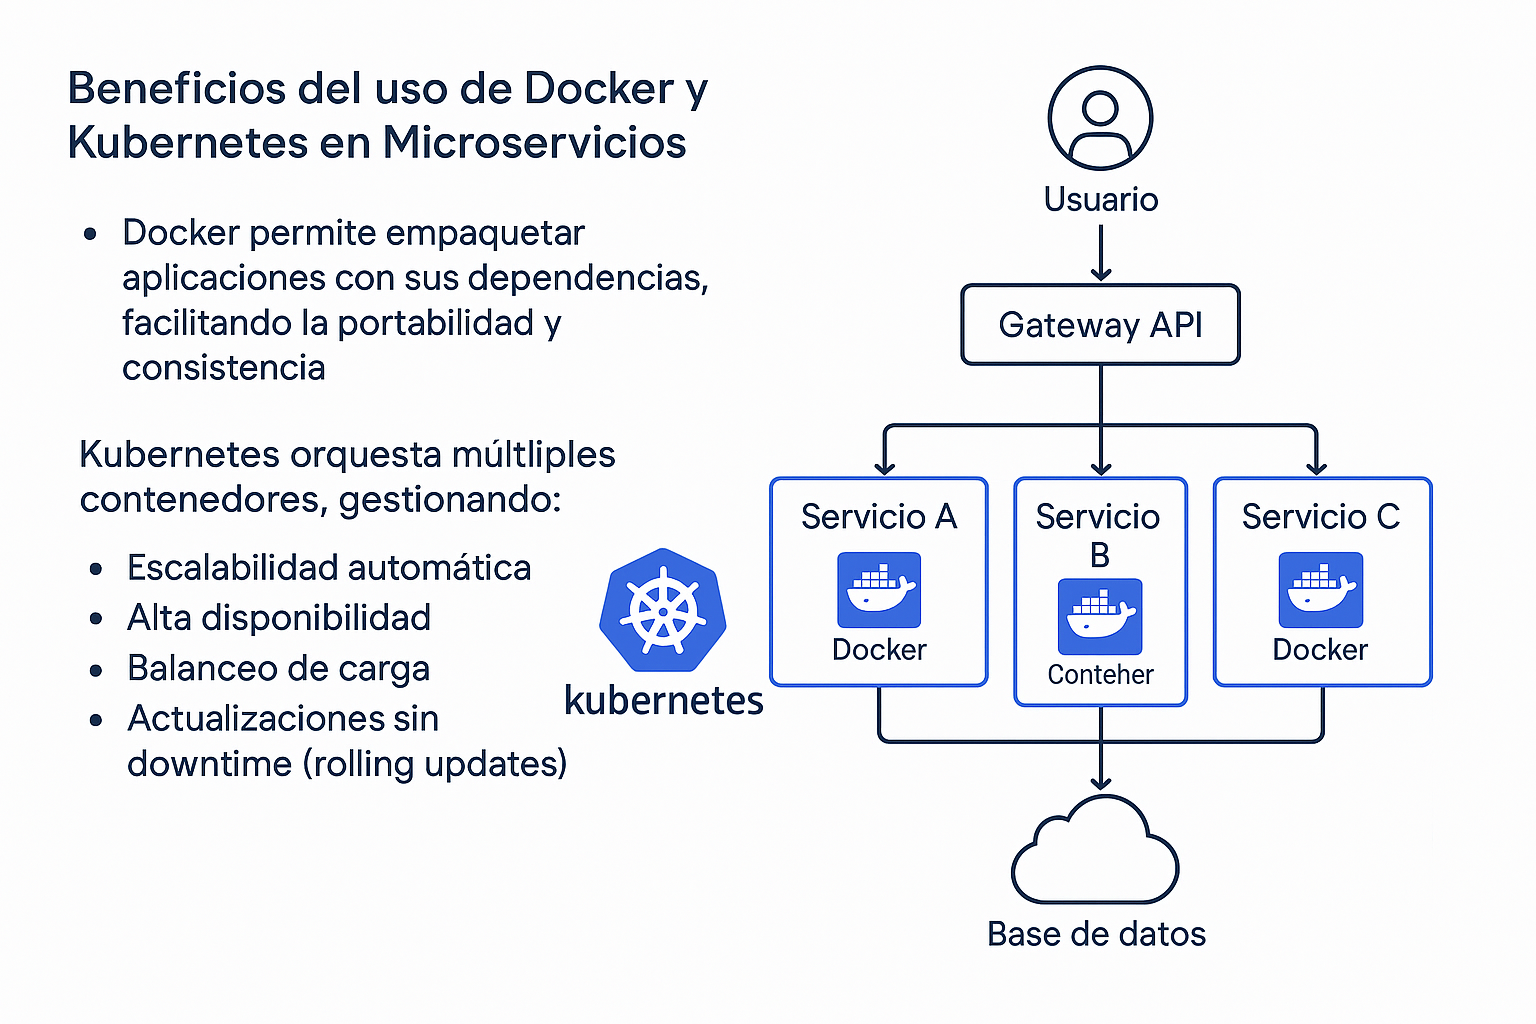 Beneficios del uso de Docker y
Kubernetes en Microservicios
• Docker permite empaquetar
aplicaciones con sus dependencias,
facilitando la portabilidad y
consistencia
Kubernetes orquesta múltliples
contenedores, gestionando:
• Escalabilidad automática
• Alta disponibilidad
• Balanceo de carga
• Actualizaciones sin
downtime (rolling updates)
kubernetes
Usuario
Gateway API
Servicio A
Docker
Servicio
B
Conteher
Servicio C
Docker
Base de datos